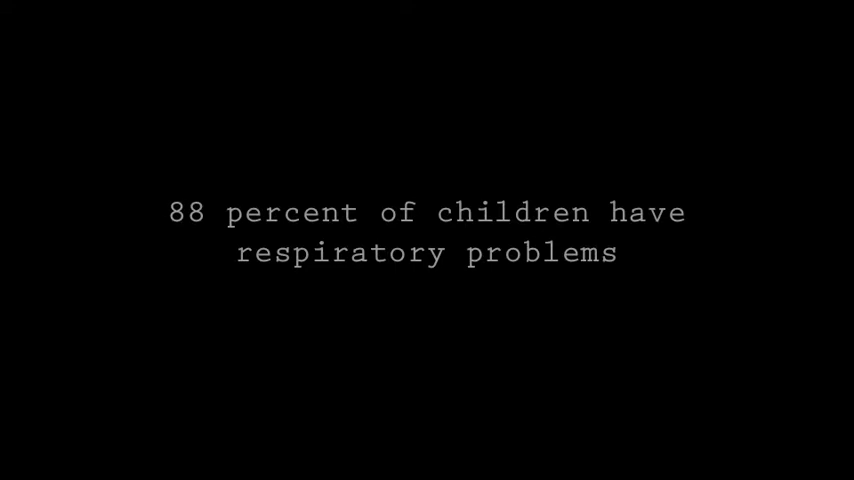 88 percent of children have
respiratory problems